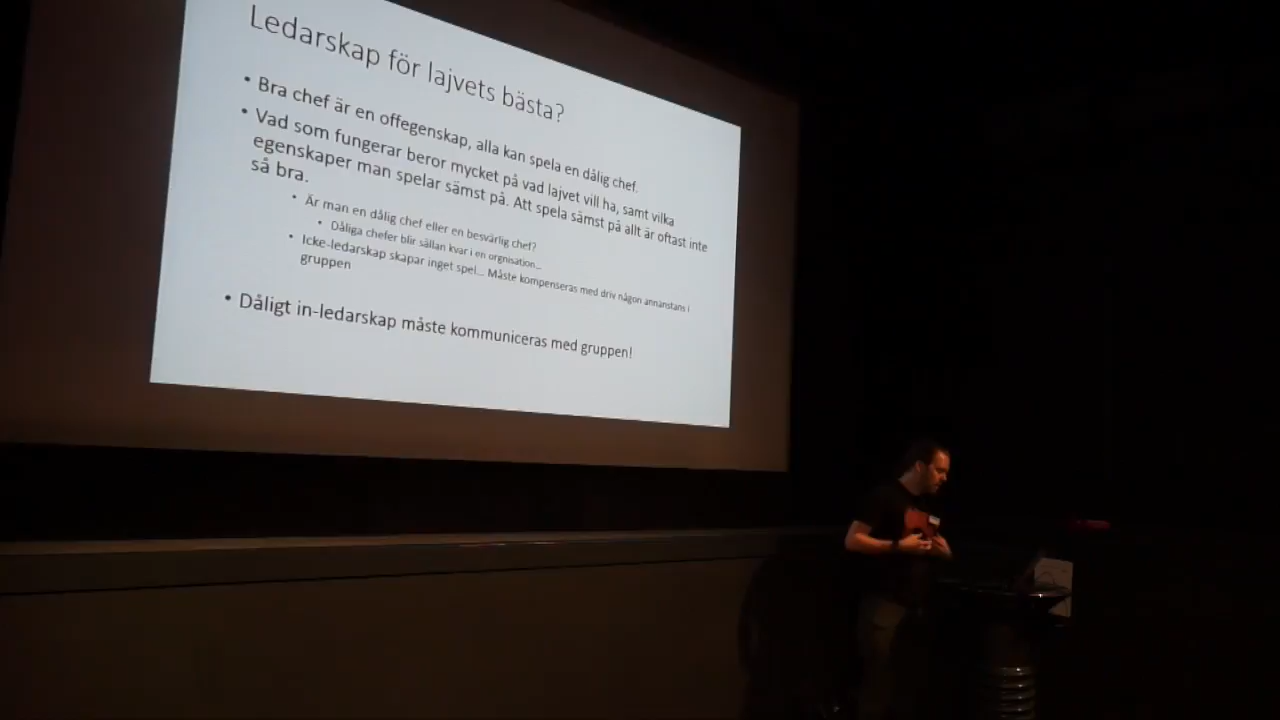 Ledarskap för lajvets bästa?
• Bra chef är en offegenskap, alla kan spela en dålig chef.
• Vad som fungerar beror mycket på vad lajvet vill ha, samt vilka
egenskaper man spelar sämst på. Att spela sämst på allt är oftast inte
så bra.
• Är man en dålig chef eller en besvärlig chef?
• Dåliga chefer blir sällan kvar i en orgnisation...
• Icke-ledarskap skapar inget spel... Måste kompenseras med driv någon annanstans i
gruppen
• Dåligt in-ledarskap måste kommuniceras med gruppen!